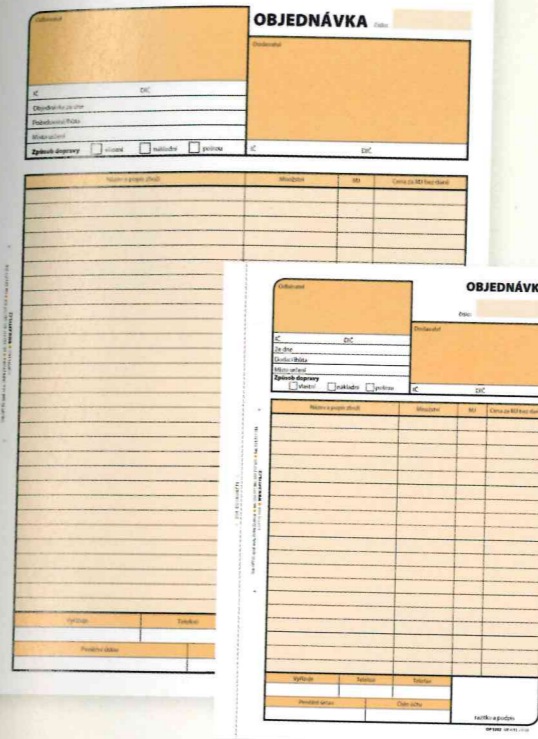 OBJEDNÁVKA číslo:
Odběratel
Dodavatel
IČ DIČ
Objednávka ze dne
Požadovaná lhůta
Místo určení
Způsob dopravy vlastní nákladní poštou
IČ DIČ
Název a popis zboží Množství MJ Cena za MJ bez daně
Vyřizuje Telefon
Peněžní ústav
OBJEDNÁVK
číslo:
Odběratel
Dodavatel
IČ DIČ
Ze dne
Dodací lhůta
Místo určení
Způsob dopravy
vlastní nákladní poštou
IČ DIČ
Název a popis zboží Množství MJ Cena za MJ bez daně
Vyřizuje Telefon Telefax
Peněžní ústav Číslo účtu
razítko a podpis